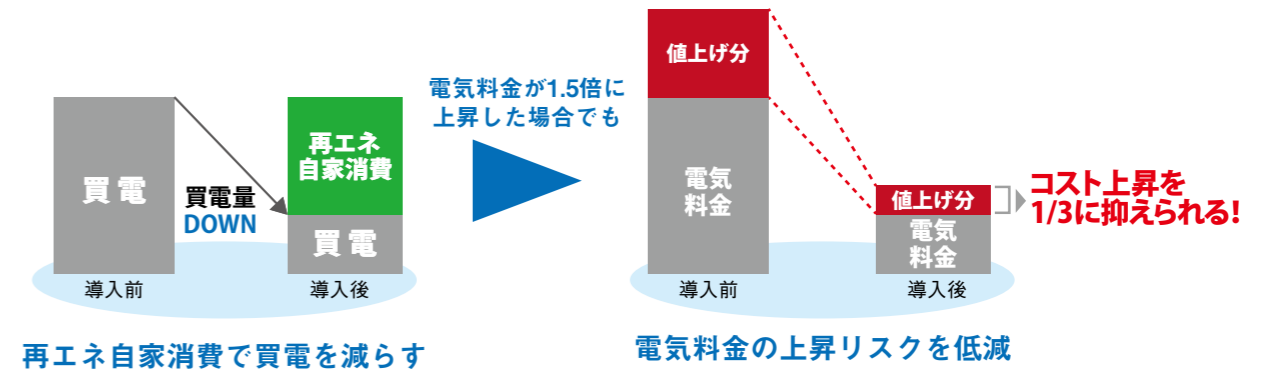 買電
導入前
買電量
DOWN
再エネ
自家消費
買電
導入後
再エネ自家消費で買電を減らす
電気料金が1.5倍に
上昇した場合でも
値上げ分
電気
料金
導入前
値上げ分
電気
料金
導入後
コスト上昇を
1/3に抑えられる!
電気料金の上昇リスクを低減